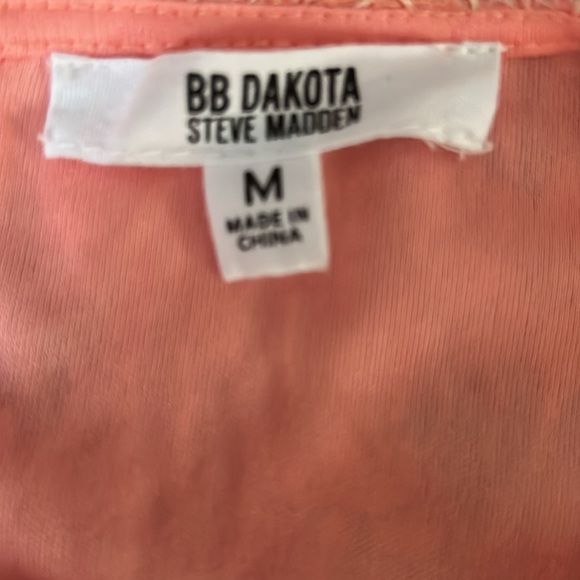 BB DAKOTA
STEVE MADDEN
M
MADE IN
CHINA